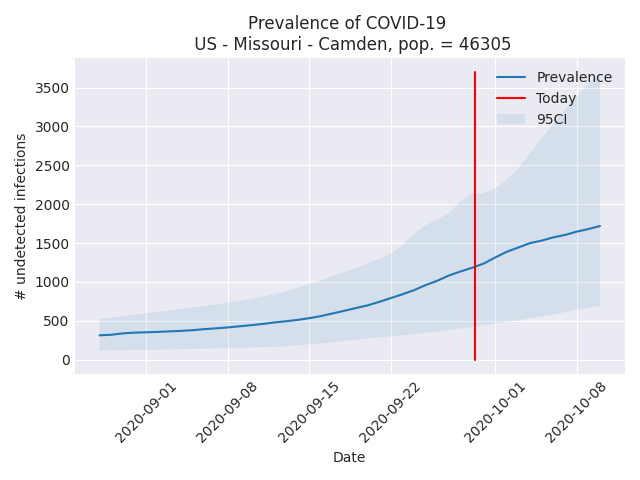 Prevalence of COVID-19
US - Missouri - Camden, pop. = 46305
Prevalence
Today
95CI
# undetected infections
3500
3000
2500
2000
1500
1000
500
0
2020-09-01
2020-09-08
2020-09-15
2020-09-22
2020-10-01
2020-10-08
Date